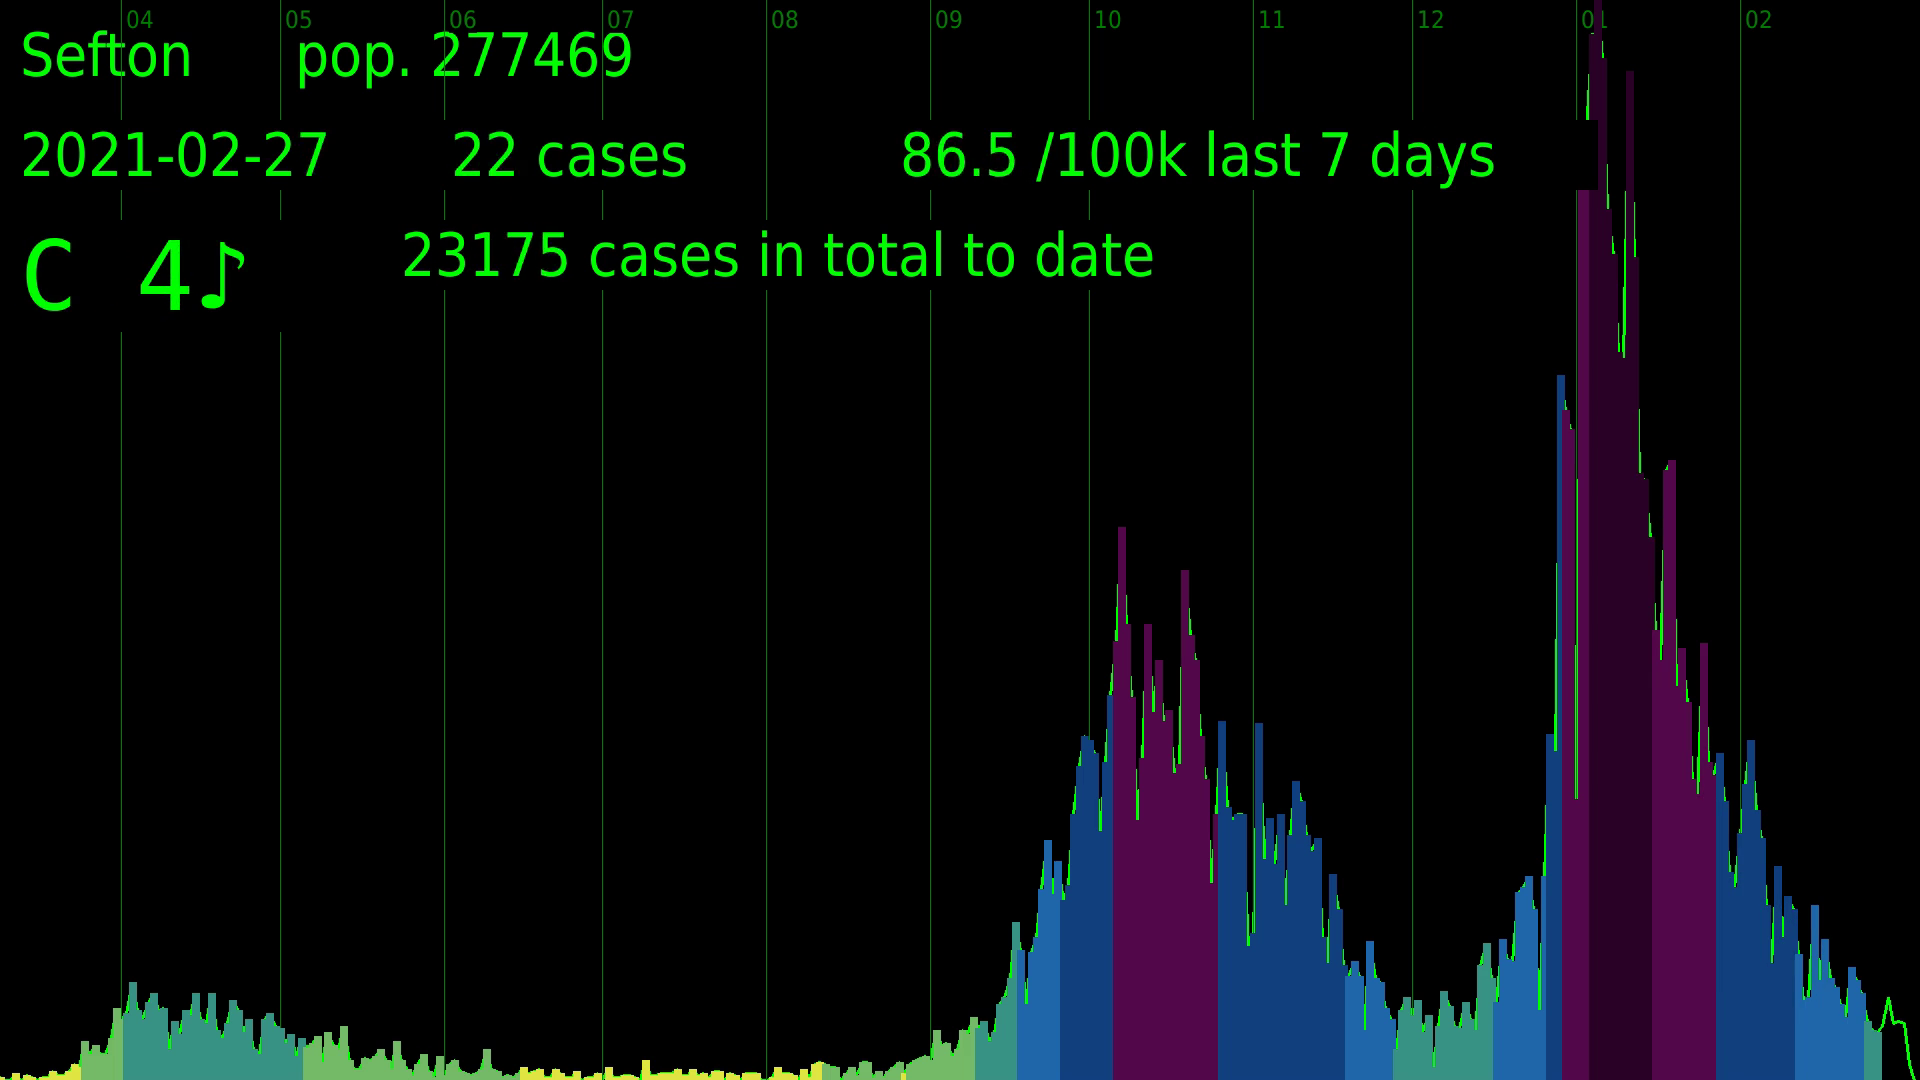 04 05 06 07 08 09 10 11 12 01 02
Sefton pop. 277469
2021-02-27 22 cases 86.5 /100k last 7 days
C 4♪ 23175 cases in total to date